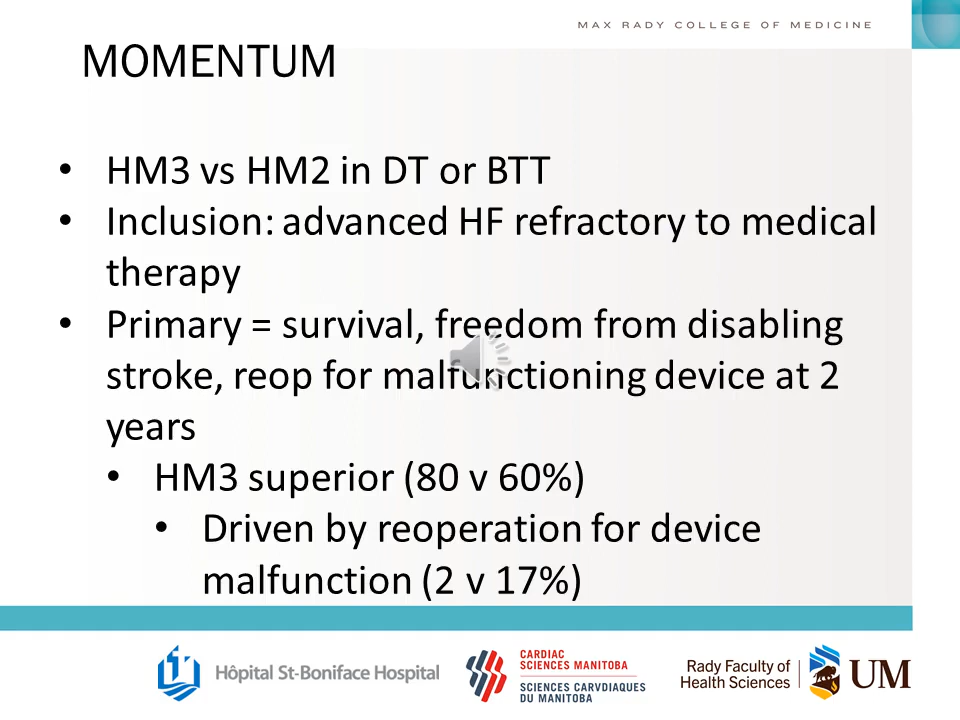 MAX RADY COLLEGE OF MEDICINE
MOMENTUM
• HM3 vs HM2 in DT or BTT
• Inclusion: advanced HF refractory to medical
therapy
• Primary = survival, freedom from disabling
stroke, reop for malfunctioning device at 2
years
• HM3 superior (80 v 60%)
• Driven by reoperation for device
malfunction (2 v 17%)
Hôpital St-Boniface Hospital
CARDIAC
SCIENCES MANITOBA
SCIENCES CARVDIAQUES
DU MANITOBA
Rady Faculty of
Health Sciences
UM